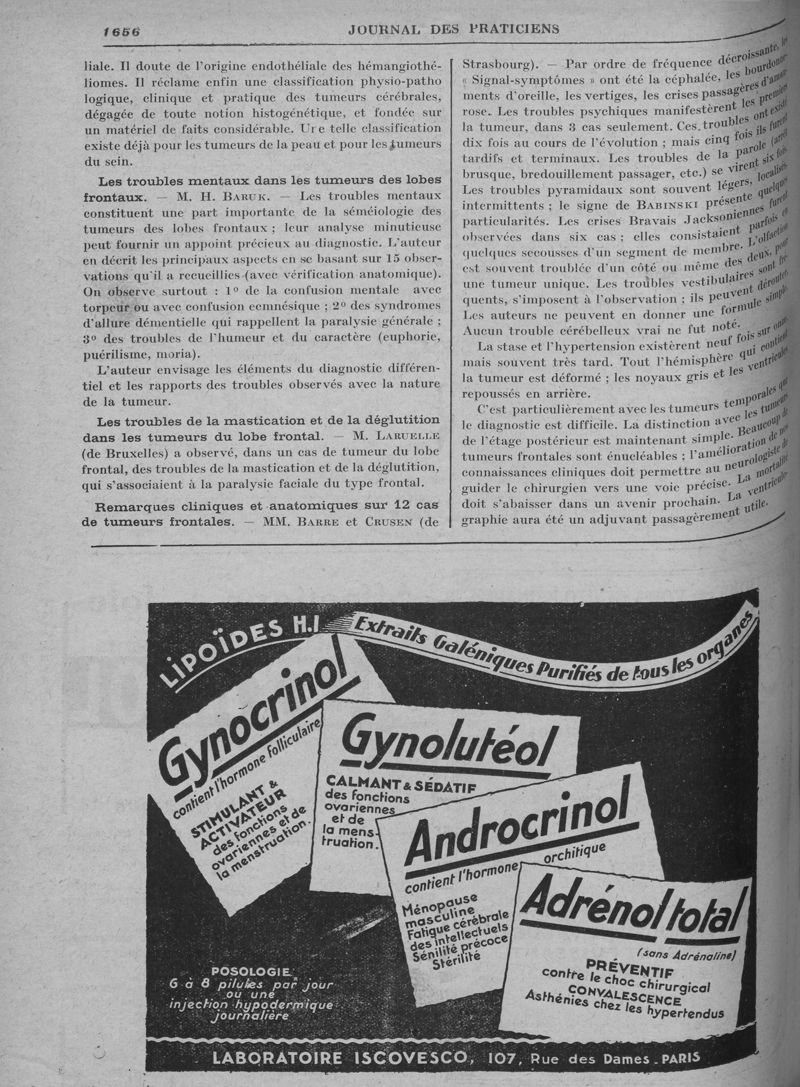 1656
JOURNAL DES PRATICIENS
liale. Il doute de l'origine endothéliale des hémangiothé-
liomes. Il réclame enfin une classification physio-patho
logique, clinique et pratique des tumeurs cérébrales,
dégagée de toute notion histogénétique, et fondée sur
un matériel de faits considérable. Ure telle classification
existe déjà pour les tumeurs de la peau et pour les tumeurs
du sein.
Les troubles mentaux dans les tumeurs des lobes
frontaux. — M. H. BARUK. — Les troubles mentaux
constituent une part importante de la séméiologie des
tumeurs des lobes frontaux ; leur analyse minutieuse
peut fournir un appoint précieux au diagnostic. L'auteur
en décrit les principaux aspects en se basant sur 15 obser-
vations qu'il a recueillies (avec vérification anatomique).
On observe surtout : 1º de la confusion mentale avec
torpeur ou avec confusion ecmnésique ; 2º des syndromes
d'allure démentielle qui rappellent la paralysie générale ;
3º des troubles de l'humeur et du caractère (euphorie,
puérilisme, moria).
L'auteur envisage les éléments du diagnostic différen-
tiel et les rapports des troubles observés avec la nature
de la tumeur.
Les troubles de la mastication et de la déglutition
dans les tumeurs du lobe frontal. — M. LARUELLE
(de Bruxelles) a observé, dans un cas de tumeur du lobe
frontal, des troubles de la mastication et de la déglutition,
qui s'associaient à la paralysie faciale du type frontal.
Remarques cliniques et anatomiques sur 12 cas
de tumeurs frontales. — MM. BARRE et CRUSEN (de
Strasbourg). — Par ordre de fréquence décroissante, les
« Signal-symptômes » ont été la céphalée, les bourdonne-
ments d'oreille, les vertiges, les crises passagères
rose. Les troubles psychiques manifestèrent les premiers
la tumeur, dans 3 cas seulement. Ces troubles ont existé
dix fois au cours de l'évolution ; mais cinq fois ils furent
tardifs et terminaux. Les troubles de la parole
brusque, bredouillement passager, etc.) se virent six fois
Les troubles pyramidaux sont souvent légers,
intermittents ; le signe de BABINSKI présente quelques
particularités. Les crises Bravais Jacksoniennes furent
observées dans six cas ; elles consistaient parfois
quelques secousses d'un segment de membre. L'olfaction
est souvent troublée d'un côté ou même des deux,
une tumeur unique. Les troubles vestibulaires sont
quents, s'imposent à l'observation ; ils peuvent
Les auteurs ne peuvent en donner une formule simple.
Aucun trouble cérébelleux vrai ne fut noté.
La stase et l'hypertension existèrent neuf fois sur
mais souvent très tard. Tout l'hémisphère qui contient
la tumeur est déformé ; les noyaux gris et les ventricules
repoussés en arrière.
C'est particulièrement avec les tumeurs temporales que
le diagnostic est difficile. La distinction avec les tumeurs
de l'étage postérieur est maintenant simple. Beaucoup de
tumeurs frontales sont énucléables ; l'amélioration de nos
connaissances cliniques doit permettre au neurologiste de
guider le chirurgien vers une voie précise. La mortalité
doit s'abaisser dans un avenir prochain. La ventriculo-
graphie aura été un adjuvant passagèrement utile.
LIPOÏDES H.I
Extraits Galéniques Purifiés de tous les organes
Gynocrinol
contient l'hormone folliculaire
STIMULANT &
ACTIVATEUR
des fonctions
ovariennes et de
la menstruation.
Gynolutéol
CALMANT & SÉDATIF
des fonctions
ovariennes
et de
la mens-
truation.
Androcrinol
contient l'hormone orchitique
Ménopause
masculine
Fatigue cérébrale
des intellectuels
Sénilité précoce
Stérilité
Adrénol total
(sans Adrénaline)
PRÉVENTIF
contre le choc chirurgical
CONVALESCENCE
Asthénies chez les hypertendus
POSOLOGIE
6 à 8 pilules par jour
ou une
injection hypodermique
journalière
LABORATOIRE ISCOVESCO, 107, Rue des Dames - PARIS